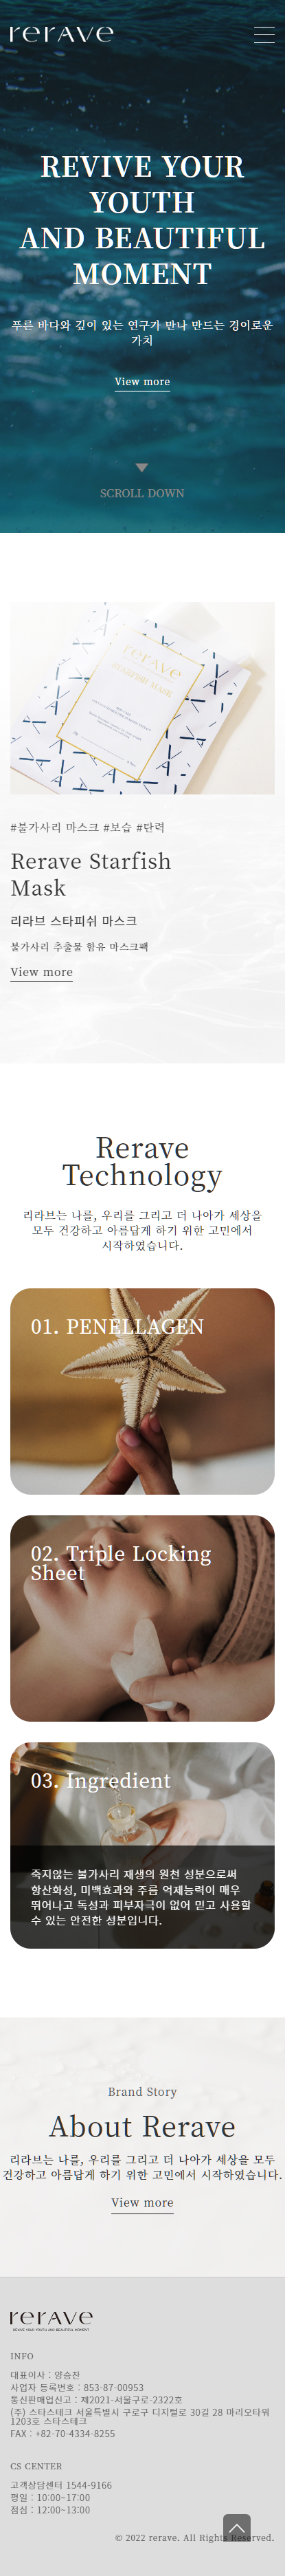 rerave
REVIVE YOUR
YOUTH
AND BEAUTIFUL
MOMENT
푸른 바다와 깊이 있는 연구가 만나 만드는 경이로운
가치
View more
SCROLL DOWN
rerave
STARFISH MASK
#불가사리 마스크 #보습 #탄력
Rerave Starfish
Mask
리라브 스타피쉬 마스크
불가사리 추출물 함유 마스크팩
View more
Rerave
Technology
리라브는 나를, 우리를 그리고 더 나아가 세상을
모두 건강하고 아름답게 하기 위한 고민에서
시작하였습니다.
01. PENELLAGEN
02. Triple Locking
Sheet
03. Ingredient
죽지않는 불가사리 재생의 원천 성분으로써
항산화성, 미백효과와 주름 억제능력이 매우
뛰어나고 독성과 피부자극이 없어 믿고 사용할
수 있는 안전한 성분입니다.
Brand Story
About Rerave
리라브는 나를, 우리를 그리고 더 나아가 세상을 모두
건강하고 아름답게 하기 위한 고민에서 시작하였습니다.
View more
rerave
REVIVE YOUR YOUTH AND BEAUTIFUL MOMENT
INFO
대표이사 : 양승찬
사업자 등록번호 : 853-87-00953
통신판매업신고 : 제2021-서울구로-2322호
(주) 스타스테크 서울특별시 구로구 디지털로 30길 28 마리오타워
1203호 스타스테크
FAX : +82-70-4334-8255
CS CENTER
고객상담센터 1544-9166
평일 : 10:00~17:00
점심 : 12:00~13:00
© 2022 rerave. All Rights Reserved.